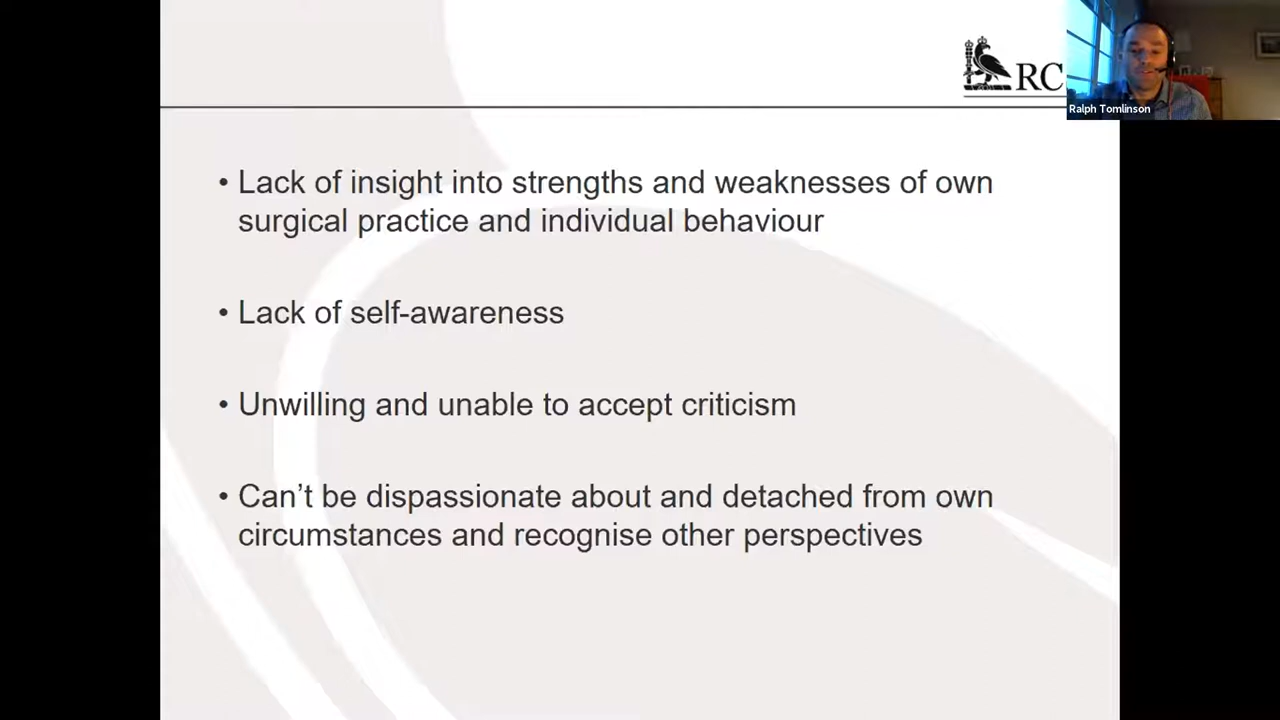 RC
Ralph Tomlinson
• Lack of insight into strengths and weaknesses of own
surgical practice and individual behaviour
• Lack of self-awareness
• Unwilling and unable to accept criticism
• Can’t be dispassionate about and detached from own
circumstances and recognise other perspectives